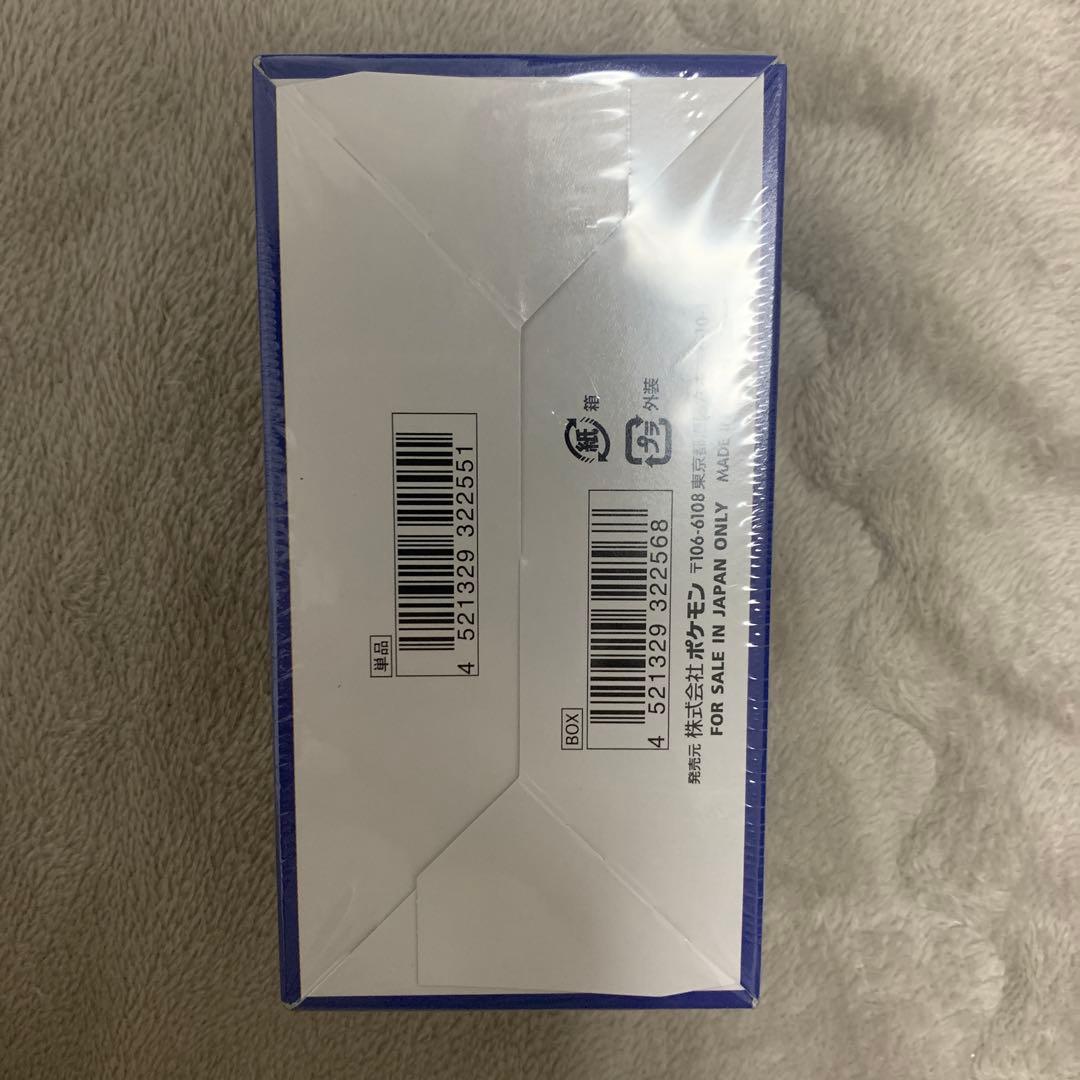 単品
4 521329 322551
紙 箱
プラ 外装
BOX
4 521329 322568
発売元 株式会社ポケモン 〒106-6108 東京都
FOR SALE IN JAPAN ONLY MADE